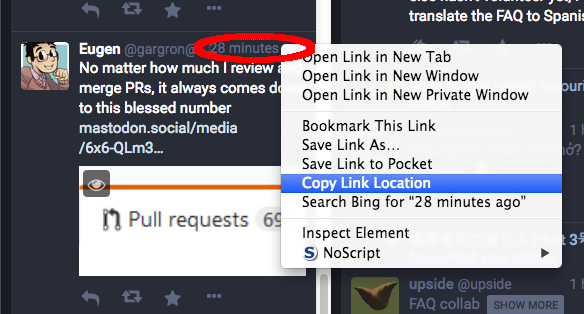 Eugen @gargron@ 28 minutes
No matter how much I review a
merge PRs, it always comes do
to this blessed number
mastodon.social/media
/6x6-QLm3…
Pull requests 69
Open Link in New Tab
Open Link in New Window
Open Link in New Private Window
Bookmark This Link
Save Link As…
Save Link to Pocket
Copy Link Location
Search Bing for “28 minutes ago”
Inspect Element
NoScript
translate the FAQ to Spanis
upside @upside
FAQ collab SHOW MORE